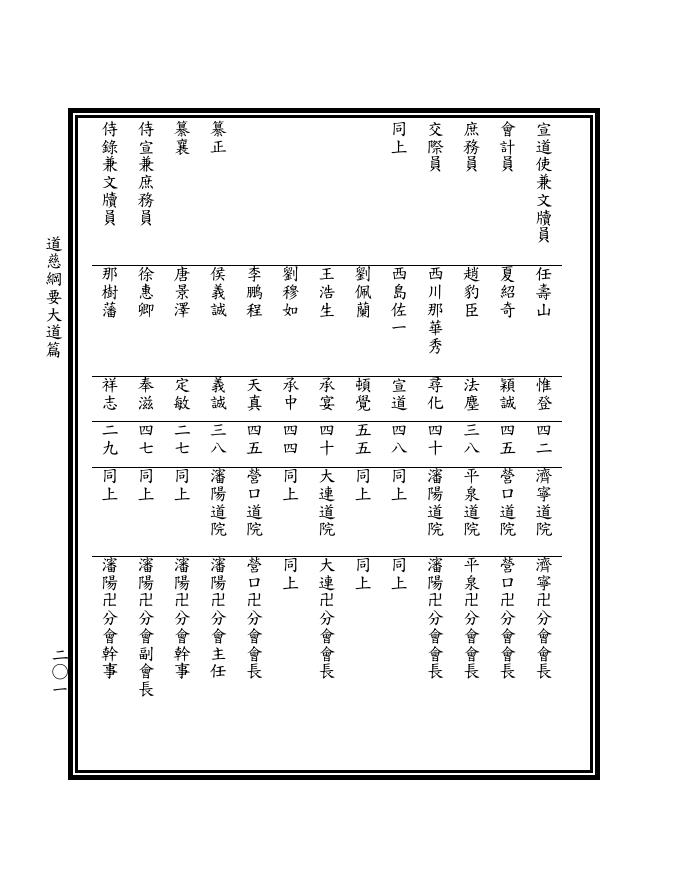 宣道使兼文牘員 任壽山 惟登 四二 濟寧道院 濟寧卍分會會長
會計員 夏紹奇 穎誠 四五 營口道院 營口卍分會會長
庶務員 趙豹臣 法塵 三八 平泉道院 平泉卍分會會長
交際員 西川那華秀 尋化 四十 瀋陽道院 瀋陽卍分會會長
同上 西島佐一 宣道 四八 同上 同上
劉佩蘭 頓覺 五五 同上 同上
王浩生 承宴 四十 大連道院 大連卍分會會長
劉穆如 承中 四四 同上 同上
李鵬程 天真 四五 營口道院 營口卍分會會長
纂正 侯義誠 義誠 三八 瀋陽道院 瀋陽卍分會主任
纂襄 唐景澤 定敏 二七 同上 瀋陽卍分會幹事
侍宣兼庶務員 徐惠卿 奉滋 四七 同上 瀋陽卍分會副會長
侍錄兼文牘員 那樹藩 祥志 二九 同上 瀋陽卍分會幹事
道慈綱要大道篇
二〇一